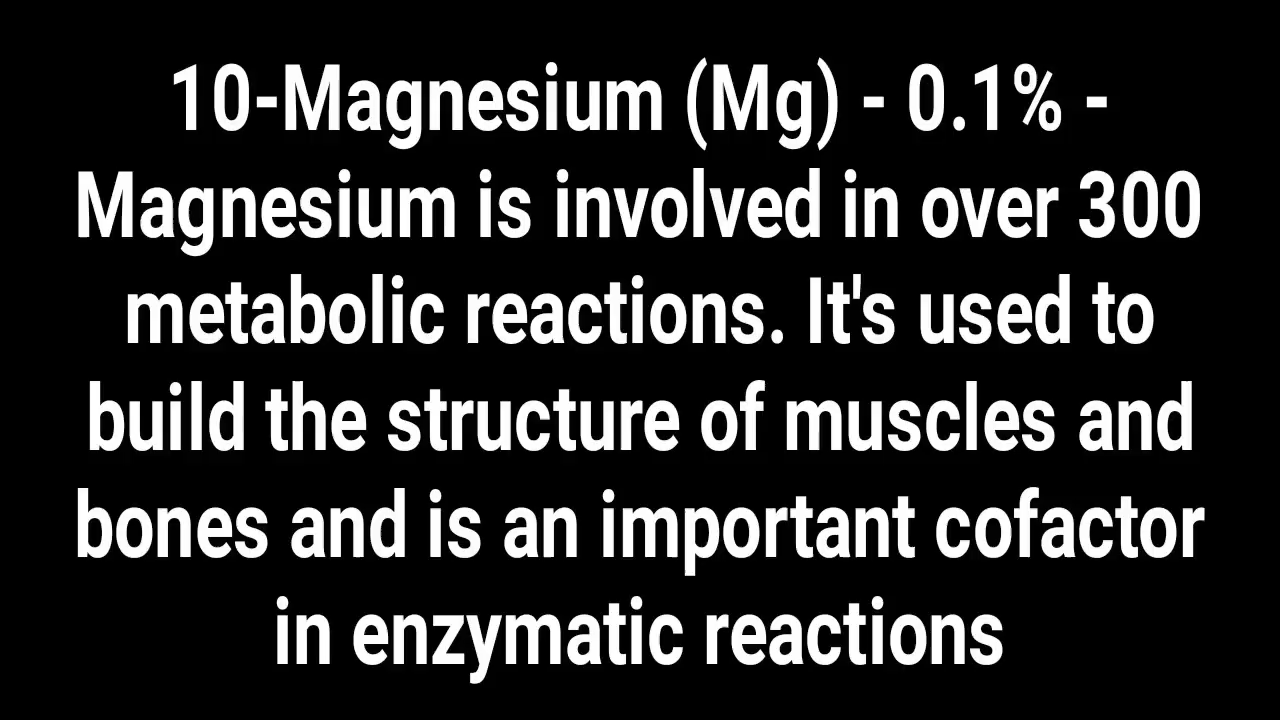 10-Magnesium (Mg) - 0.1% -
Magnesium is involved in over 300
metabolic reactions. It's used to
build the structure of muscles and
bones and is an important cofactor
in enzymatic reactions